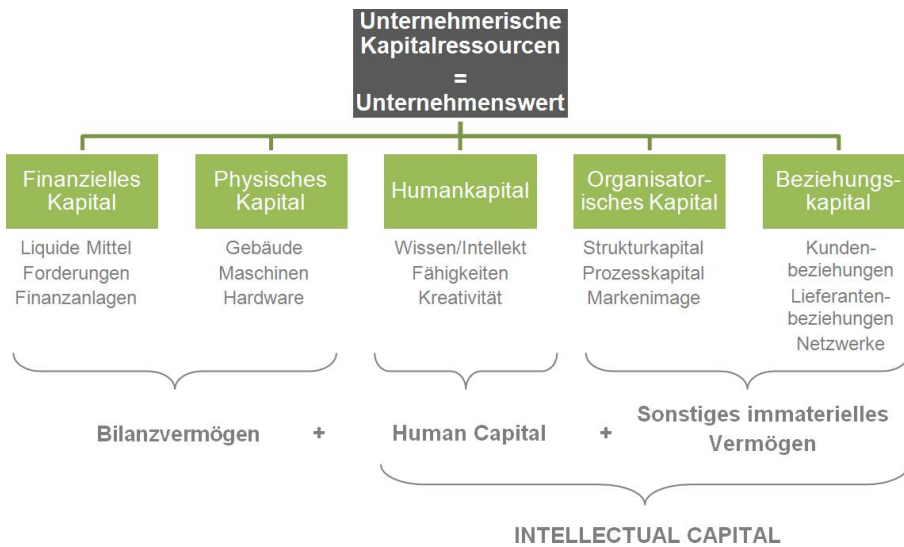 Unternehmerische
Kapitalressourcen
=
Unternehmenswert
Finanzielles
Kapital
Liquide Mittel
Forderungen
Finanzanlagen
Physisches
Kapital
Gebäude
Maschinen
Hardware
Humankapital
Wissen/Intellekt
Fähigkeiten
Kreativität
Organisator-
isches Kapital
Strukturkapital
Prozesskapital
Markenimage
Beziehungs-
kapital
Kunden-
beziehungen
Lieferanten-
beziehungen
Netzwerke
Bilanzvermögen
+
Human Capital
+
Sonstiges immaterielles
Vermögen
INTELLECTUAL CAPITAL